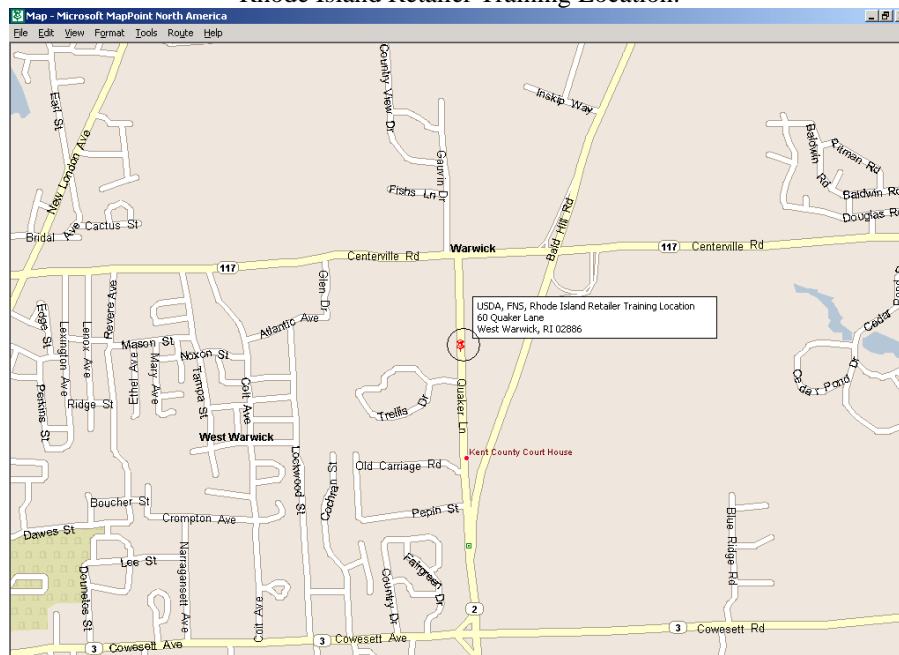 Rhode Island Retailer Training Location.
Map - Microsoft MapPoint North America
File Edit View Format Tools Route Help
Earl St
New London Ave
Country View Dr
Gauvin Dr
Inskip Way
Baldwin Rd
Ritman Rd
Baldwin Rd
Douglas Rd
Fishs Ln
Bald Hill Rd
Cactus St
Bridal Ave
Warwick
117
Centerville Rd
117
Centerville Rd
Glen Dr
USDA, FNS, Rhode Island Retailer Training Location
60 Quaker Lane
West Warwick, RI 02886
Edge St
Lexington Ave
Lenox Ave
Revere Ave
Atlantic Ave
Mason St
Noxon St
Ethel Ave
Mary Ave
Tampa St
Colt Ave
Perkins St
Ridge St
Trellis Dr
Quaker Ln
Cedar Pond Dr
Cedar
West Warwick
Kent County Court House
Lockwood St
Cochran St
Old Carriage Rd
Boucher St
Crompton Ave
Pepin St
Dawes St
Lee St
Narragansett Ave
Colt Ave
Fairgreen Dr
Country Dr
Blue Ridge Rd
2
3
Cowesett Ave
3
Cowesett Ave
3
Cowesett Rd